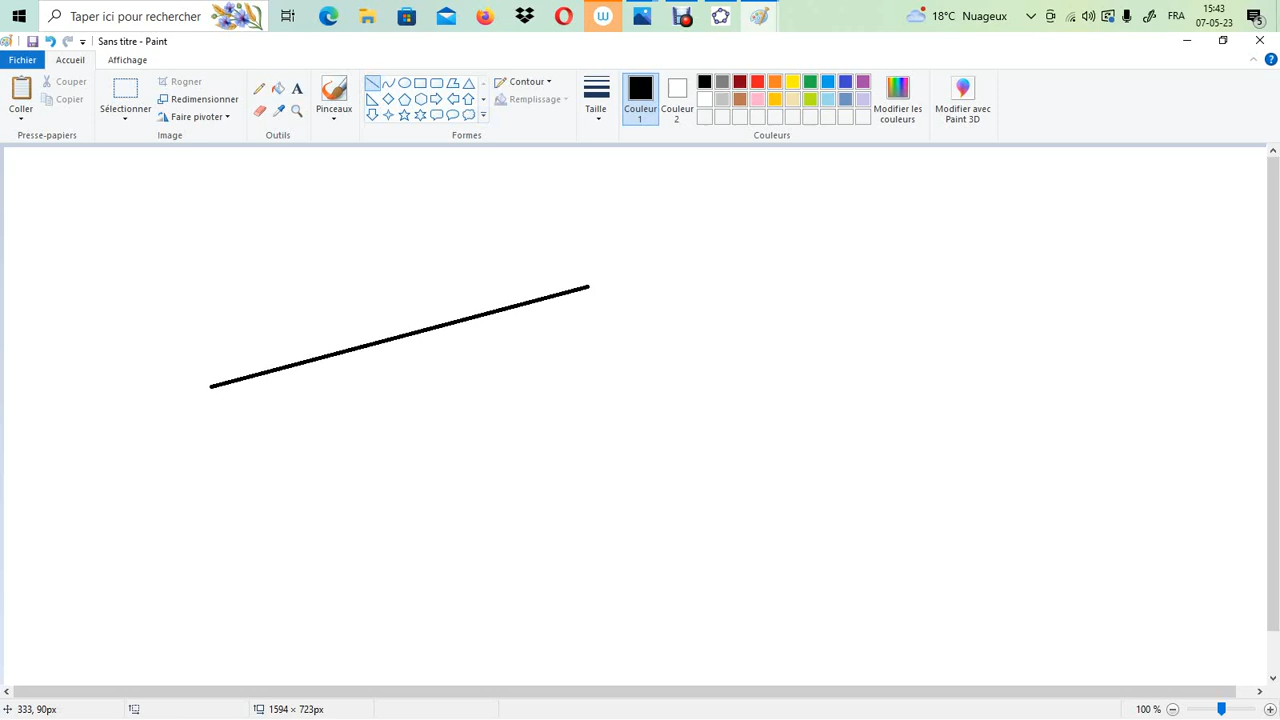 Taper ici pour rechercher
W
18°C Nuageux
FRA
15:43
07-05-23
5
Sans titre - Paint
Fichier
Accueil
Affichage
Coller
Couper
Copier
Presse-papiers
Sélectionner
Rogner
Redimensionner
Faire pivoter
Image
A
Outils
Pinceaux
Contour
Remplissage
Formes
Taille
Couleur
1
Couleur
2
Modifier les
couleurs
Couleurs
Modifier avec
Paint 3D
333, 90px
1594 × 723px
100 %